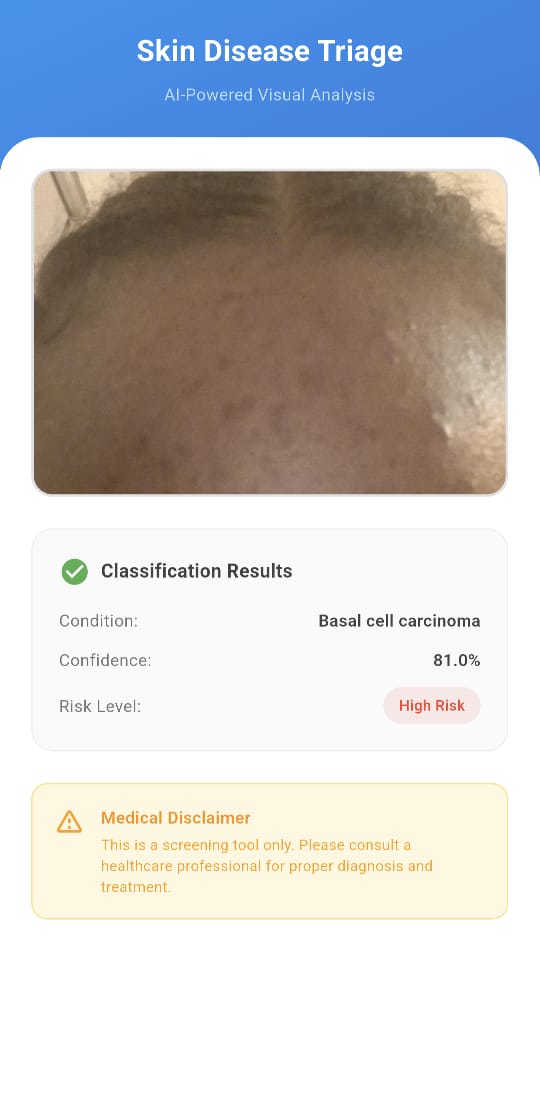 Skin Disease Triage
AI-Powered Visual Analysis
Classification Results
Condition: Basal cell carcinoma
Confidence: 81.0%
Risk Level: High Risk
Medical Disclaimer
This is a screening tool only. Please consult a
healthcare professional for proper diagnosis and
treatment.